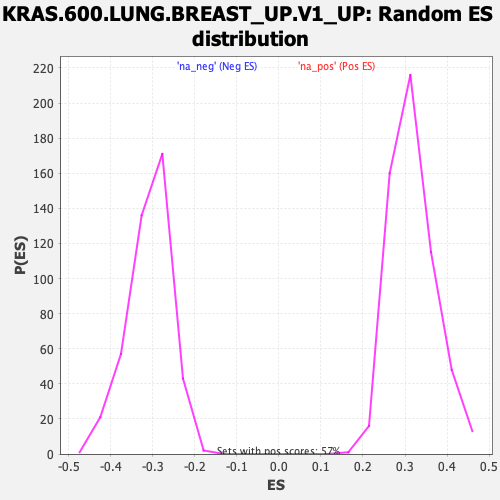 KRAS.600.LUNG.BREAST_UP.V1_UP: Random ES
distribution
'na_neg' (Neg ES) 'na_pos' (Pos ES)
220
200
180
160
140
120
100
80
60
40
20
0
P(ES)
Sets with pos scores: 57%
-0.5 -0.4 -0.3 -0.2 -0.1 0.0 0.1 0.2 0.3 0.4 0.5
ES